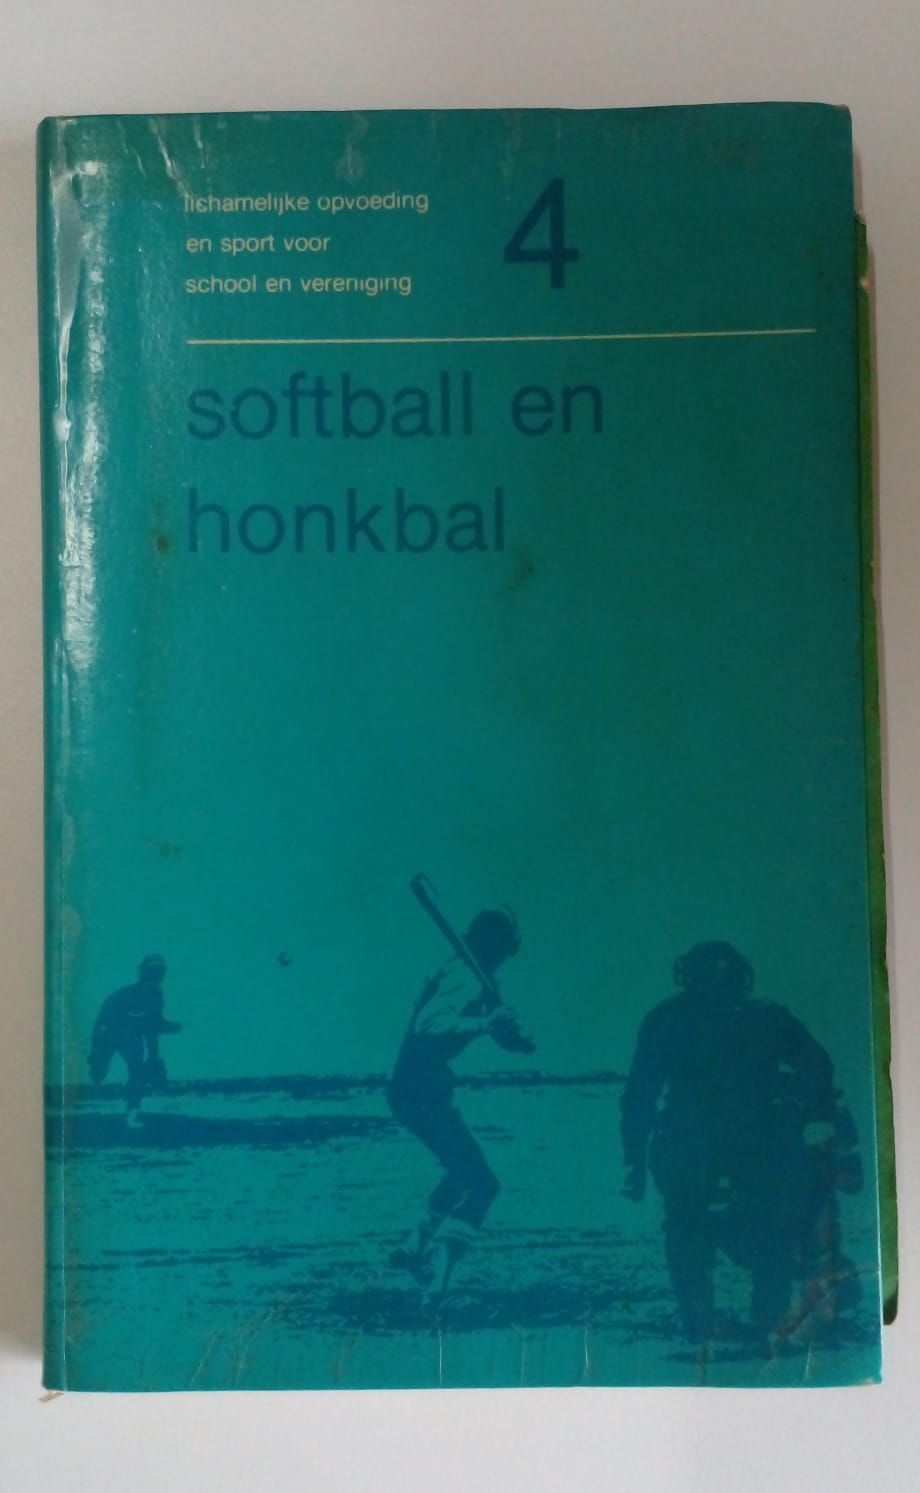 lichamelijke opvoeding
en sport voor
school en vereniging
4
softball en
honkbal